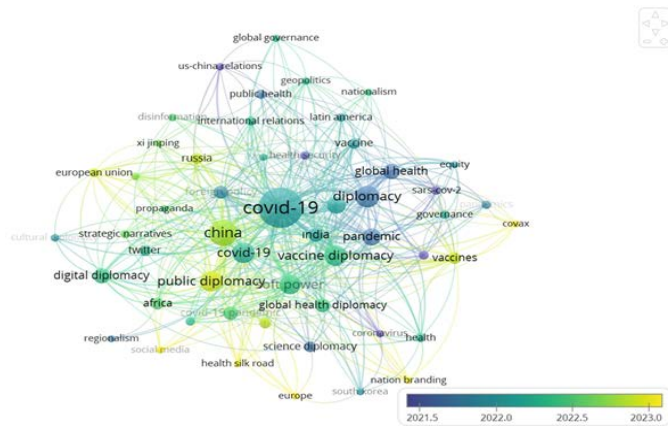 global governance
us-china relations
geopolitics
public health
nationalism
disinformation
international relations
latin america
xi jinping
vaccine
russia
health security
european union
global health
equity
foreign policy
diplomacy
sars-cov-2
propaganda
covid-19
governance
covax
china
india
pandemic
strategic narratives
cultural
twitter
covid-19
vaccine diplomacy
vaccines
digital diplomacy
public diplomacy
soft power
africa
global health diplomacy
covid-19 pandemic
coronavirus
health
regionalism
social media
science diplomacy
health silk road
nation branding
europe
south korea
2021.5 2022.0 2022.5 2023.0